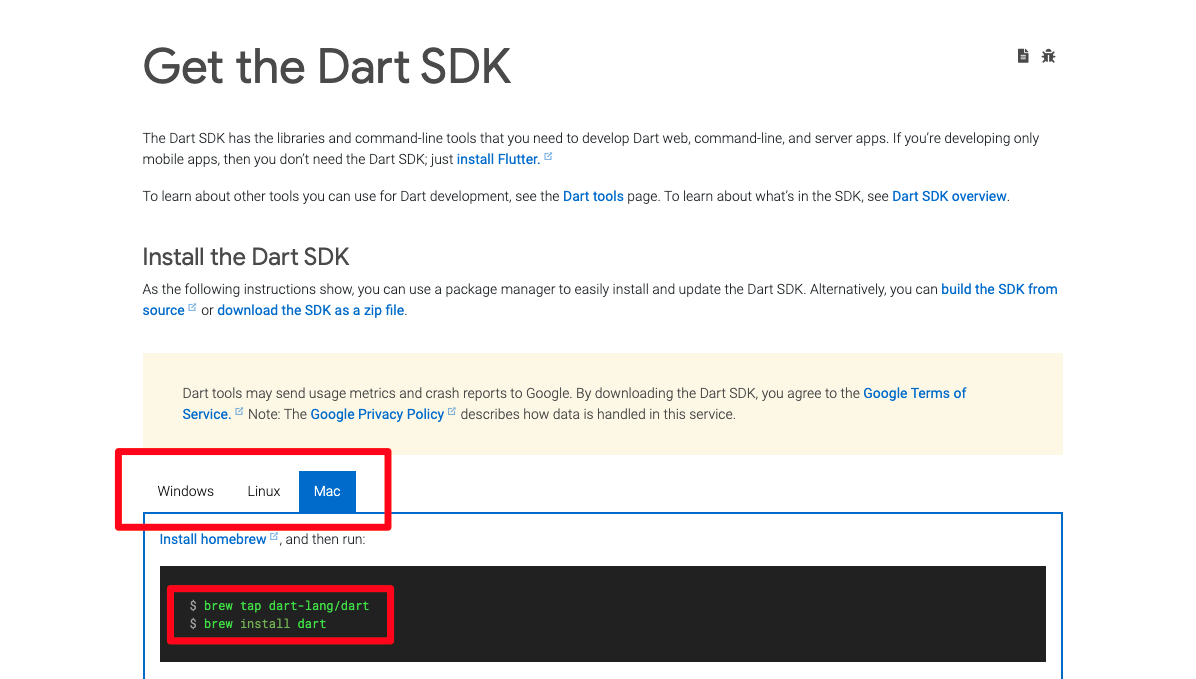 Get the Dart SDK
The Dart SDK has the libraries and command-line tools that you need to develop Dart web, command-line, and server apps. If you’re developing only
mobile apps, then you don’t need the Dart SDK; just install Flutter.
To learn about other tools you can use for Dart development, see the Dart tools page. To learn about what’s in the SDK, see Dart SDK overview.
Install the Dart SDK
As the following instructions show, you can use a package manager to easily install and update the Dart SDK. Alternatively, you can build the SDK from
source or download the SDK as a zip file.
Dart tools may send usage metrics and crash reports to Google. By downloading the Dart SDK, you agree to the Google Terms of
Service. Note: The Google Privacy Policy describes how data is handled in this service.
Windows Linux Mac
Install homebrew, and then run:
$ brew tap dart-lang/dart
$ brew install dart